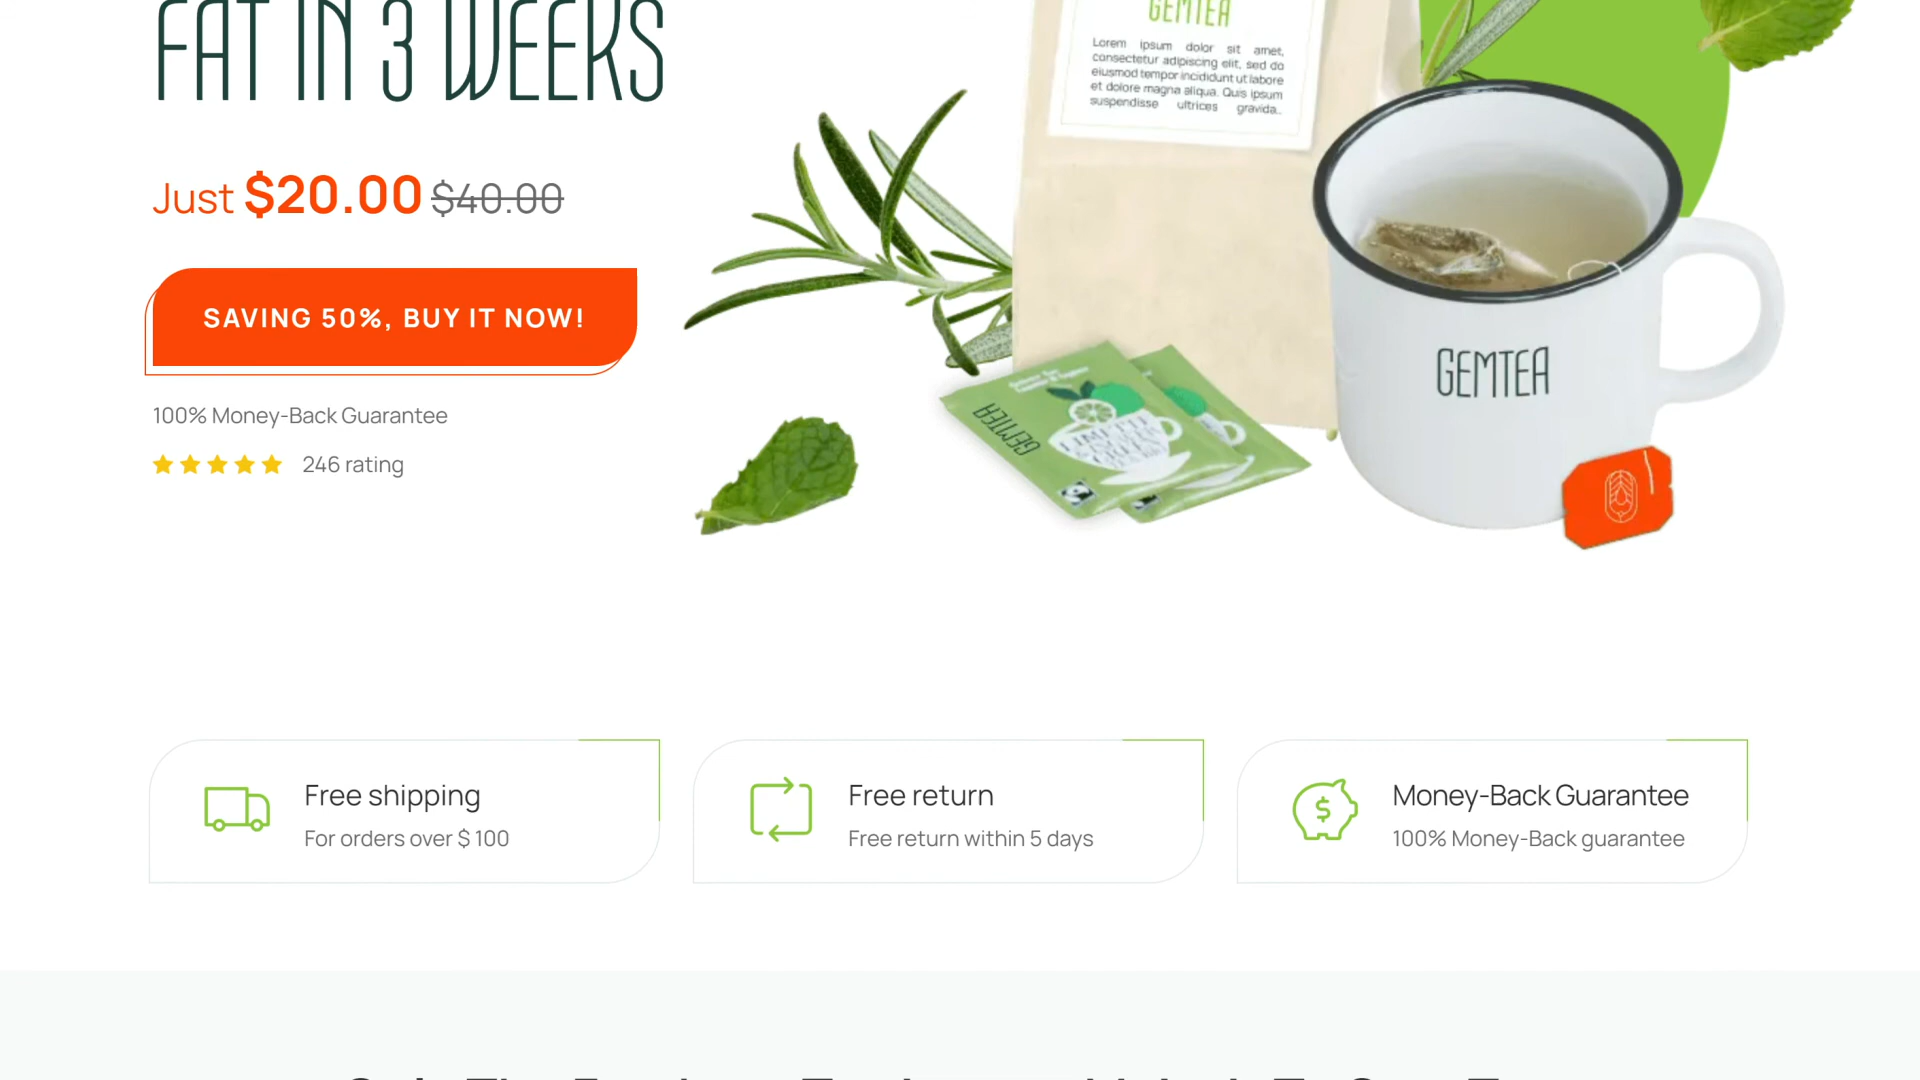 FAT IN 3 WEEKS
Just $20.00 $40.00
SAVING 50%, BUY IT NOW!
100% Money-Back Guarantee
246 rating
GEMTEA
Lorem ipsum dolor sit amet,
consectetur adipiscing elit, sed do
eiusmod tempor incididunt ut labore
et dolore magna aliqua. Quis ipsum
suspendisse ultrices gravida..
GEMTEA
GEMTEA
$
Free shipping
For orders over $ 100
Free return
Free return within 5 days
Money-Back Guarantee
100% Money-Back guarantee